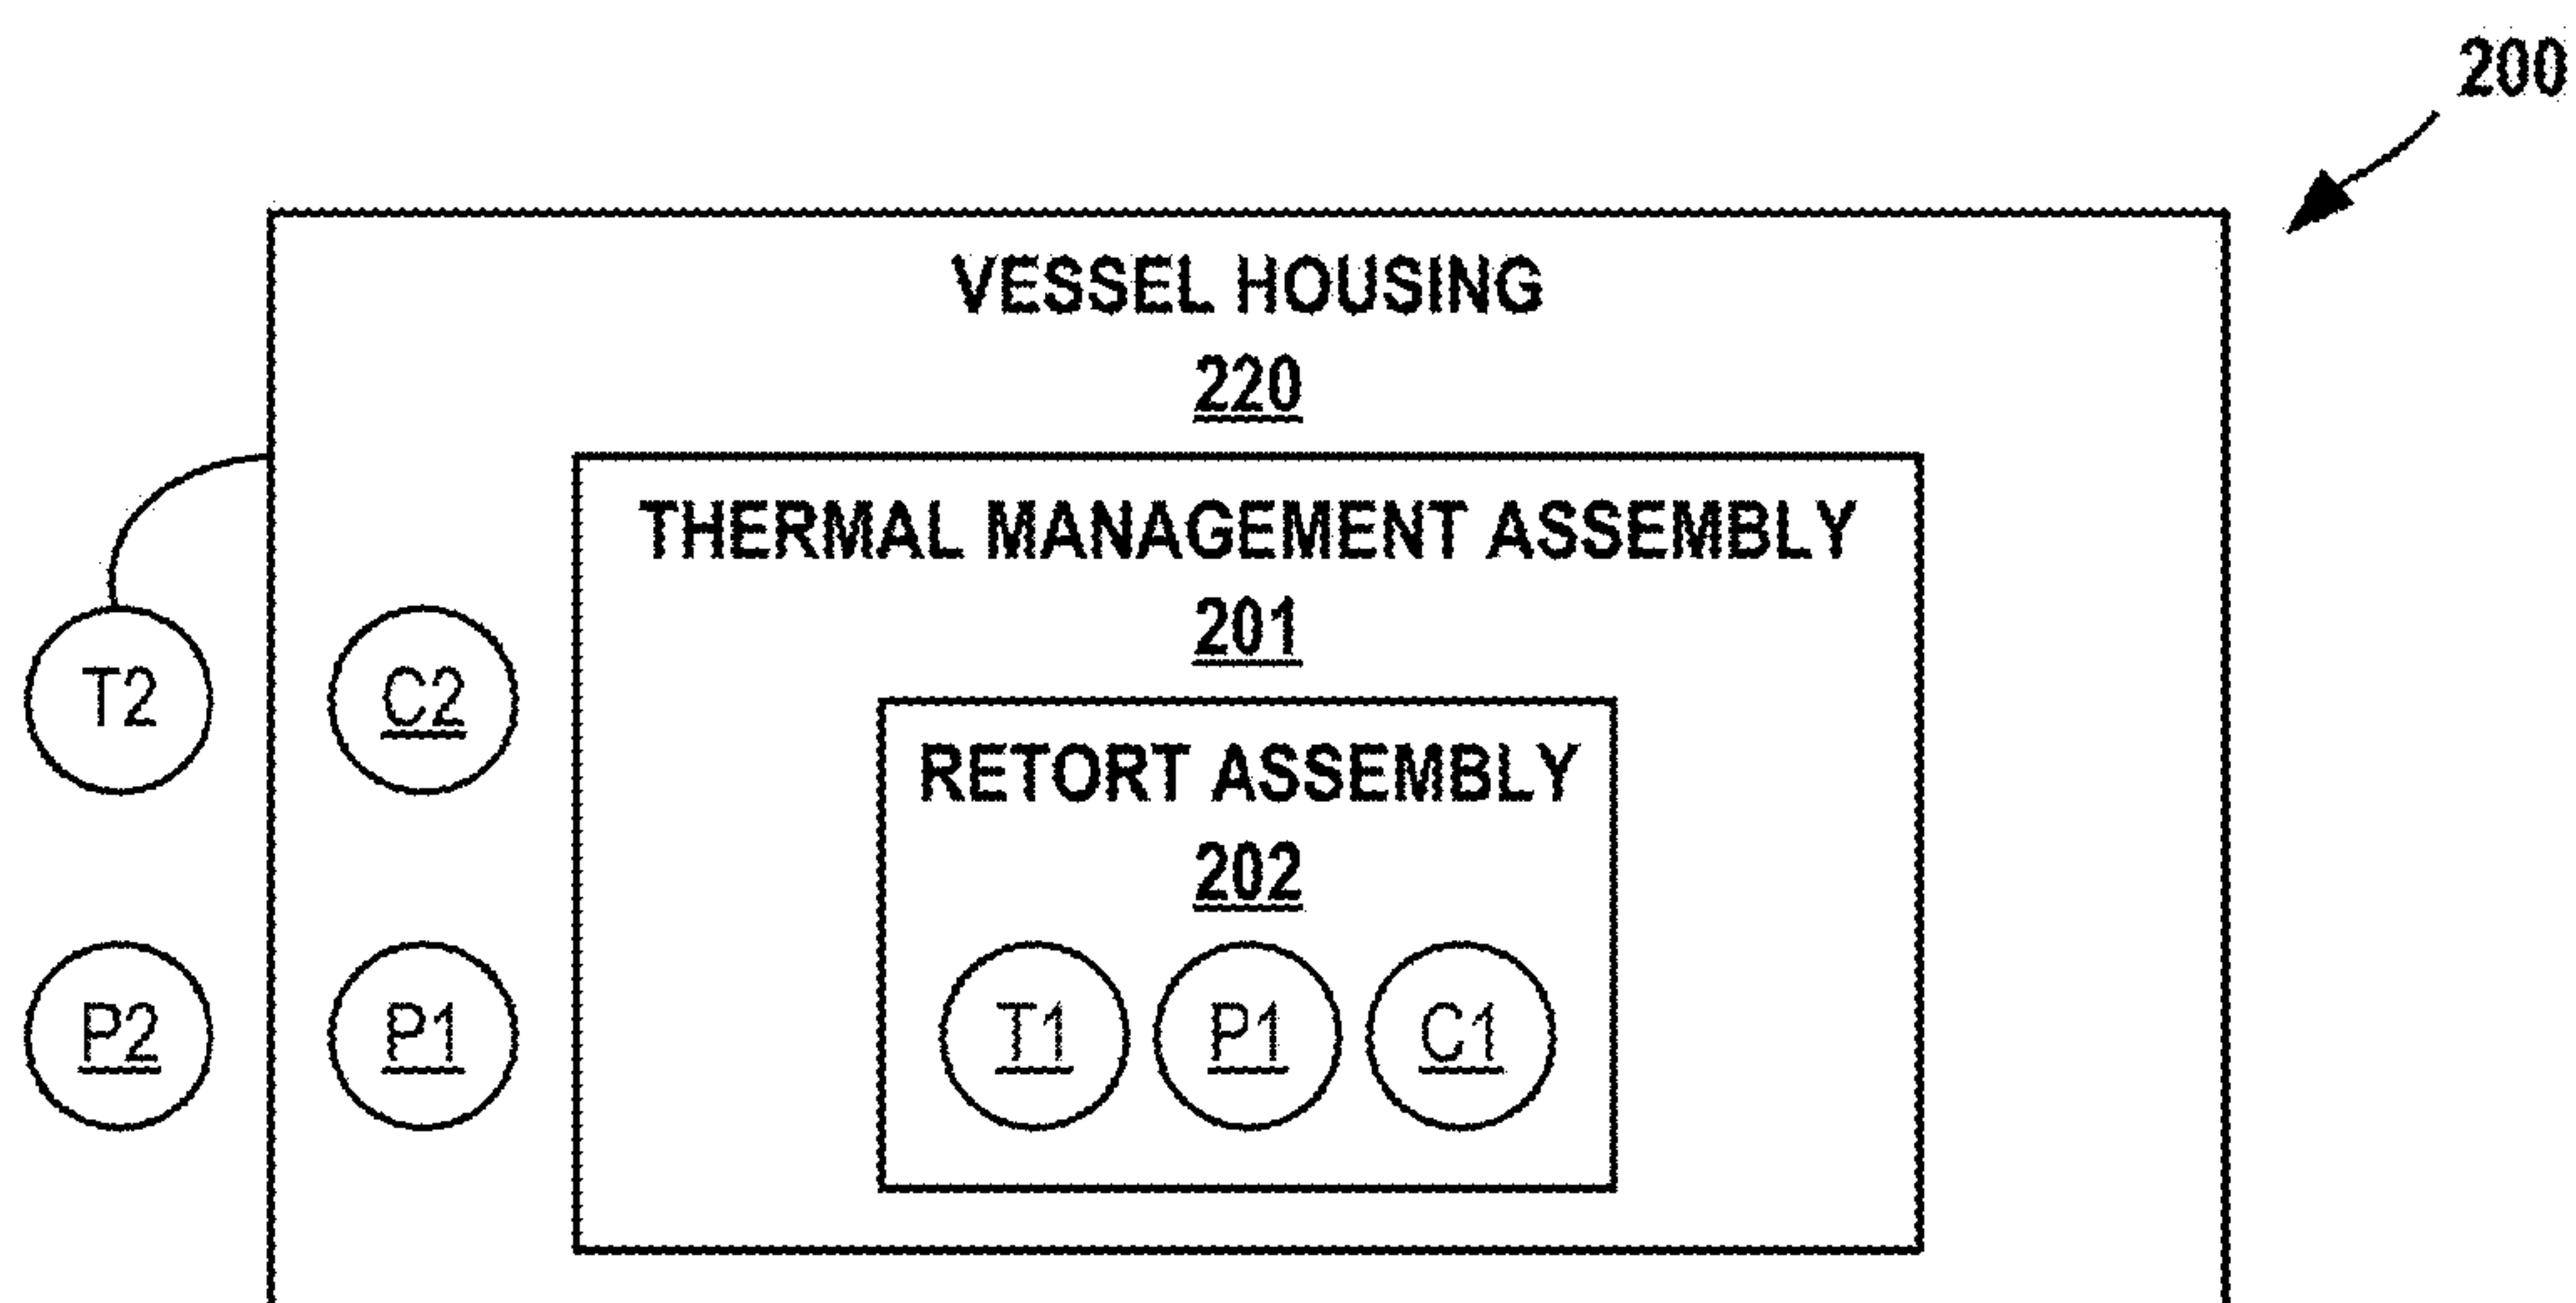 200
VESSEL HOUSING
220
THERMAL MANAGEMENT ASSEMBLY
201
T2 C2
RETORT ASSEMBLY
202
P2 P1 T1 P1 C1